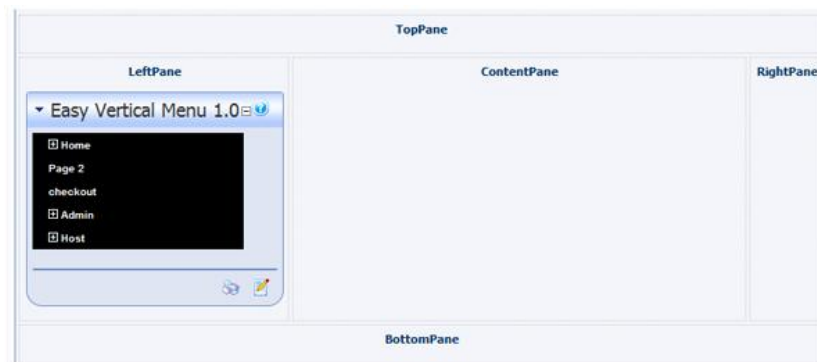 TopPane
LeftPane
ContentPane
RightPane
Easy Vertical Menu 1.0
Home
Page 2
checkout
Admin
Host
BottomPane